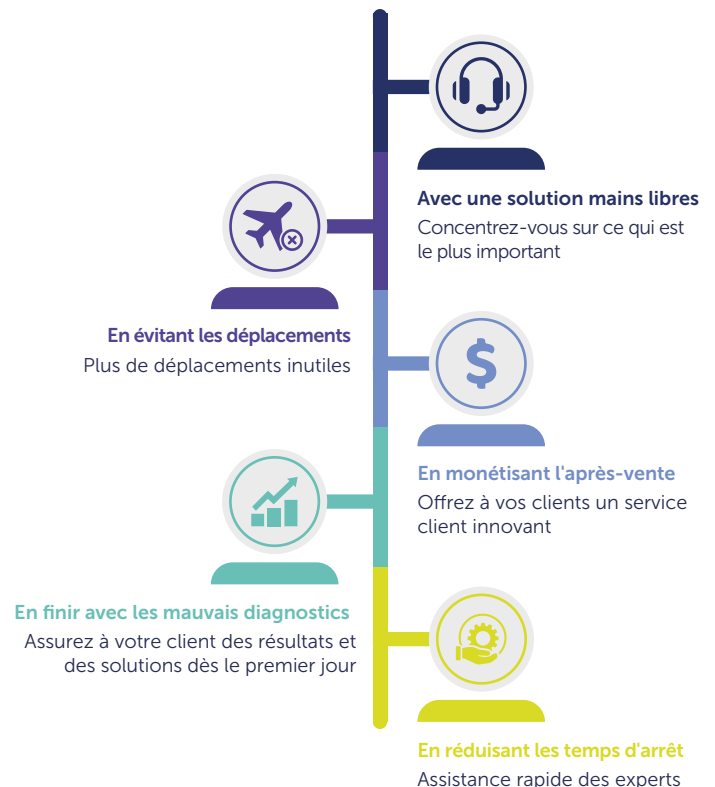 Avec une solution mains libres
Concentrez-vous sur ce qui est
le plus important
En évitant les déplacements
Plus de déplacements inutiles
$
En monétisant l'après-vente
Offrez à vos clients un service
client innovant
En finir avec les mauvais diagnostics
Assurez à votre client des résultats et
des solutions dès le premier jour
En réduisant les temps d'arrêt
Assistance rapide des experts